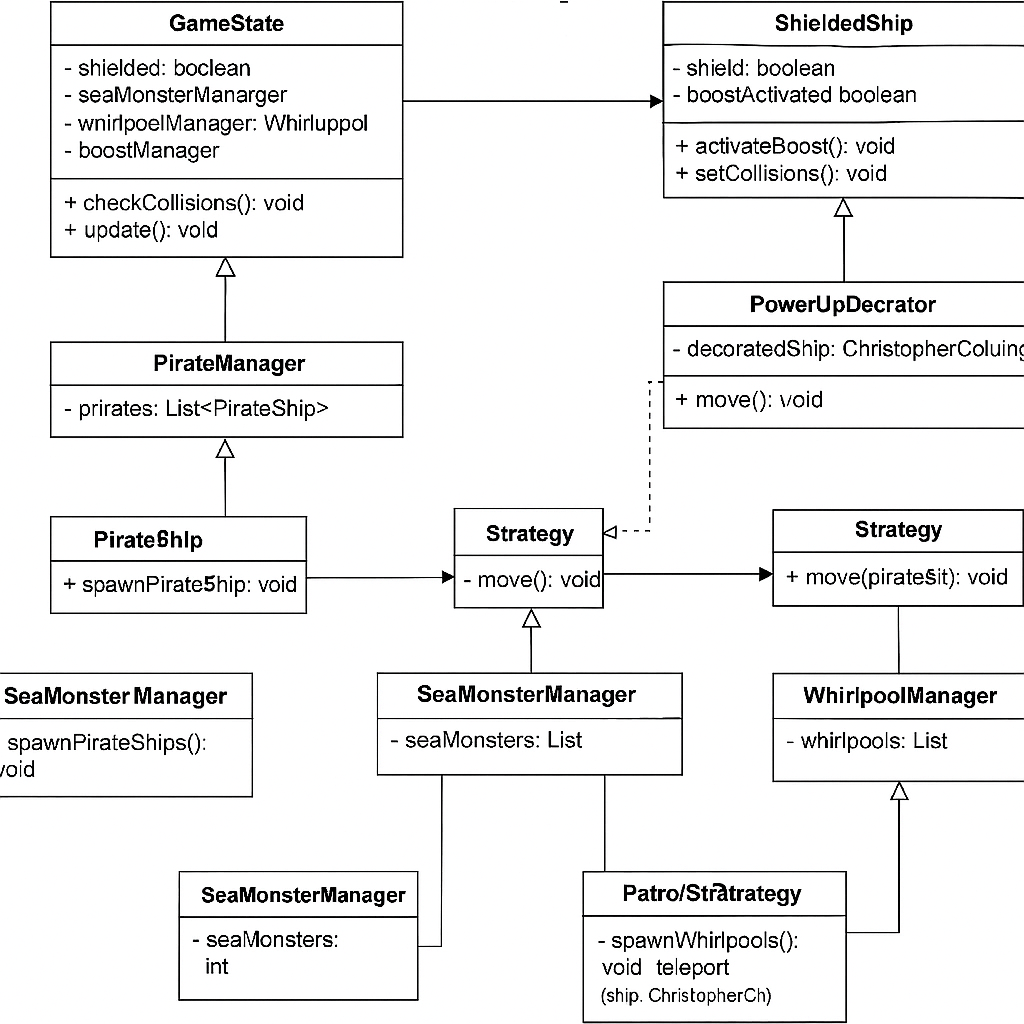 GameState
- shielded: boclean
- seaMonsterManarger
- wnirlpoelManager: Whirluppol
- boostManager
+ checkCollisions(): void
+ update(): vold
ShieldedShip
- shield: boolean
- boostActivated boolean
+ activateBoost(): void
+ setCollisions(): void
PirateManager
- prirates: List<PirateShip>
PowerUpDecrator
- decoratedShip: ChristopherColuing
+ move(): void
Pirate6hlp
+ spawnPirate5hip: void
Strategy
- move(): void
Strategy
+ move(pirate5it): void
SeaMonster Manager
spawnPirateShips():
void
SeaMonsterManager
- seaMonsters: List
WhirlpoolManager
- whirlpools: List
SeaMonsterManager
- seaMonsters:
int
Patro/Stratrategy
- spawnWhirlpools():
void teleport
(ship. ChristopherCh)